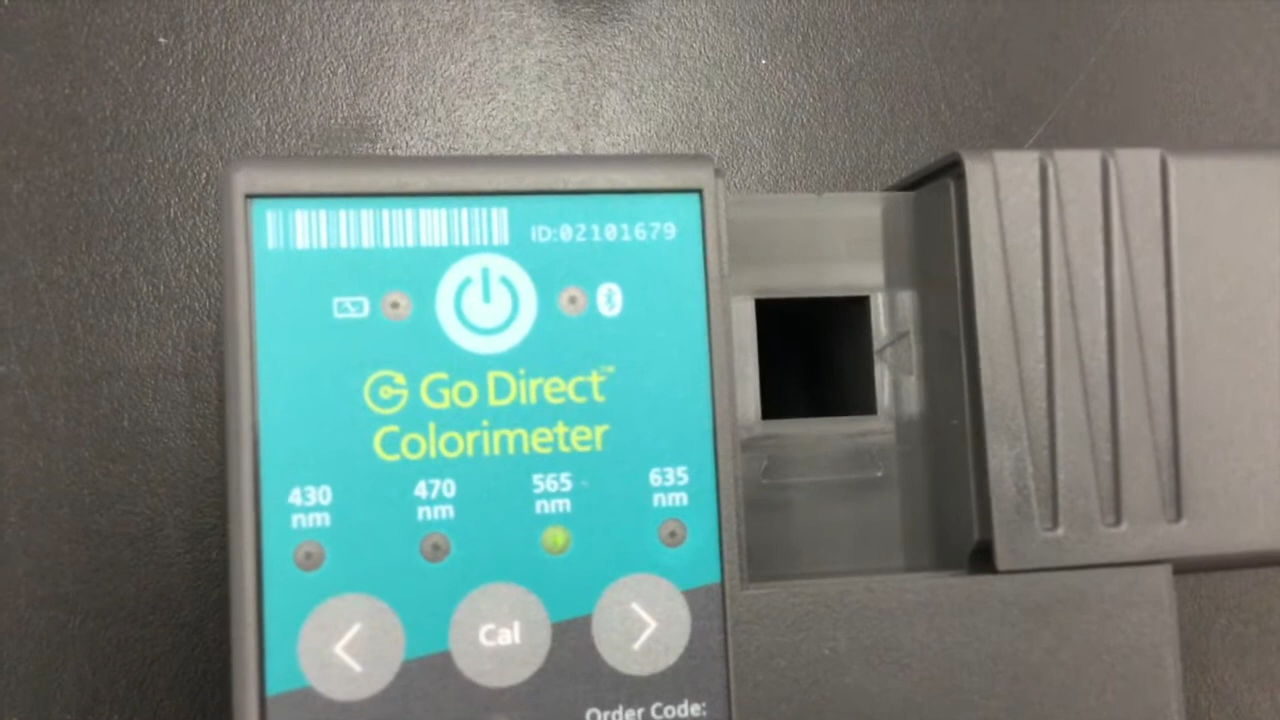 ID:02101679
Go Direct™
Colorimeter
430 nm
470 nm
565 nm
635 nm
Cal
Order Code: